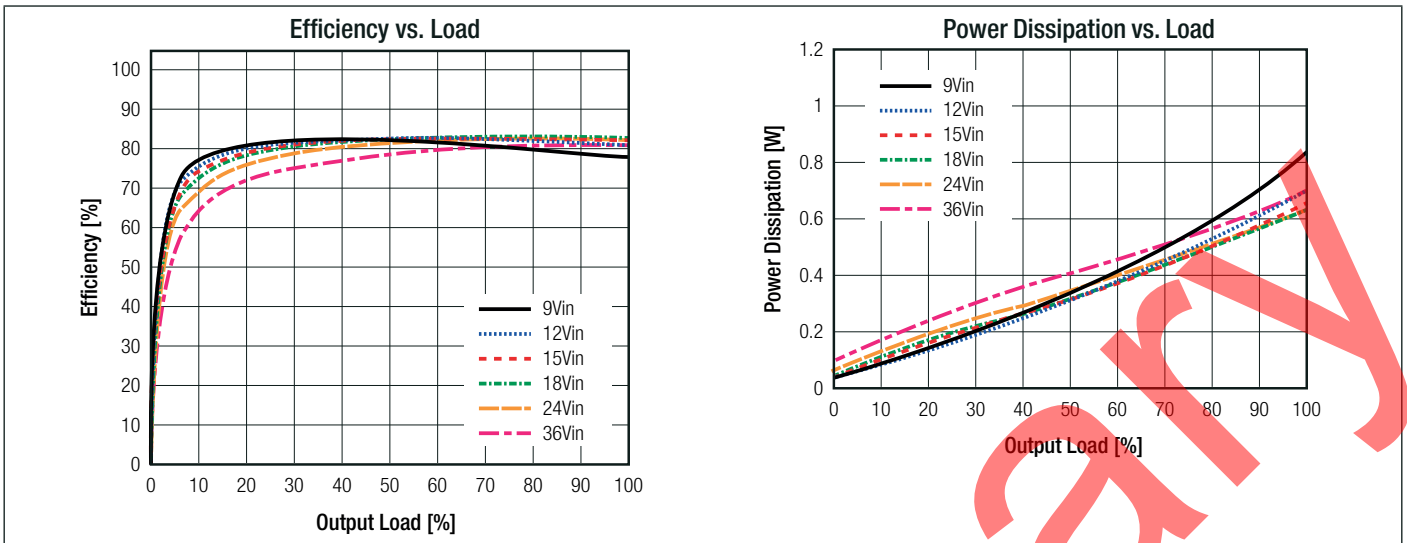 Efficiency vs. Load
100
90
80
70
60
50
40
30
20
10
0
Efficiency [%]
9Vin
12Vin
15Vin
18Vin
24Vin
36Vin
0 10 20 30 40 50 60 70 80 90 100
Output Load [%]
Power Dissipation vs. Load
1.2
1
0.8
0.6
0.4
0.2
0
Power Dissipation [W]
9Vin
12Vin
15Vin
18Vin
24Vin
36Vin
0 10 20 30 40 50 60 70 80 90 100
Output Load [%]
ary